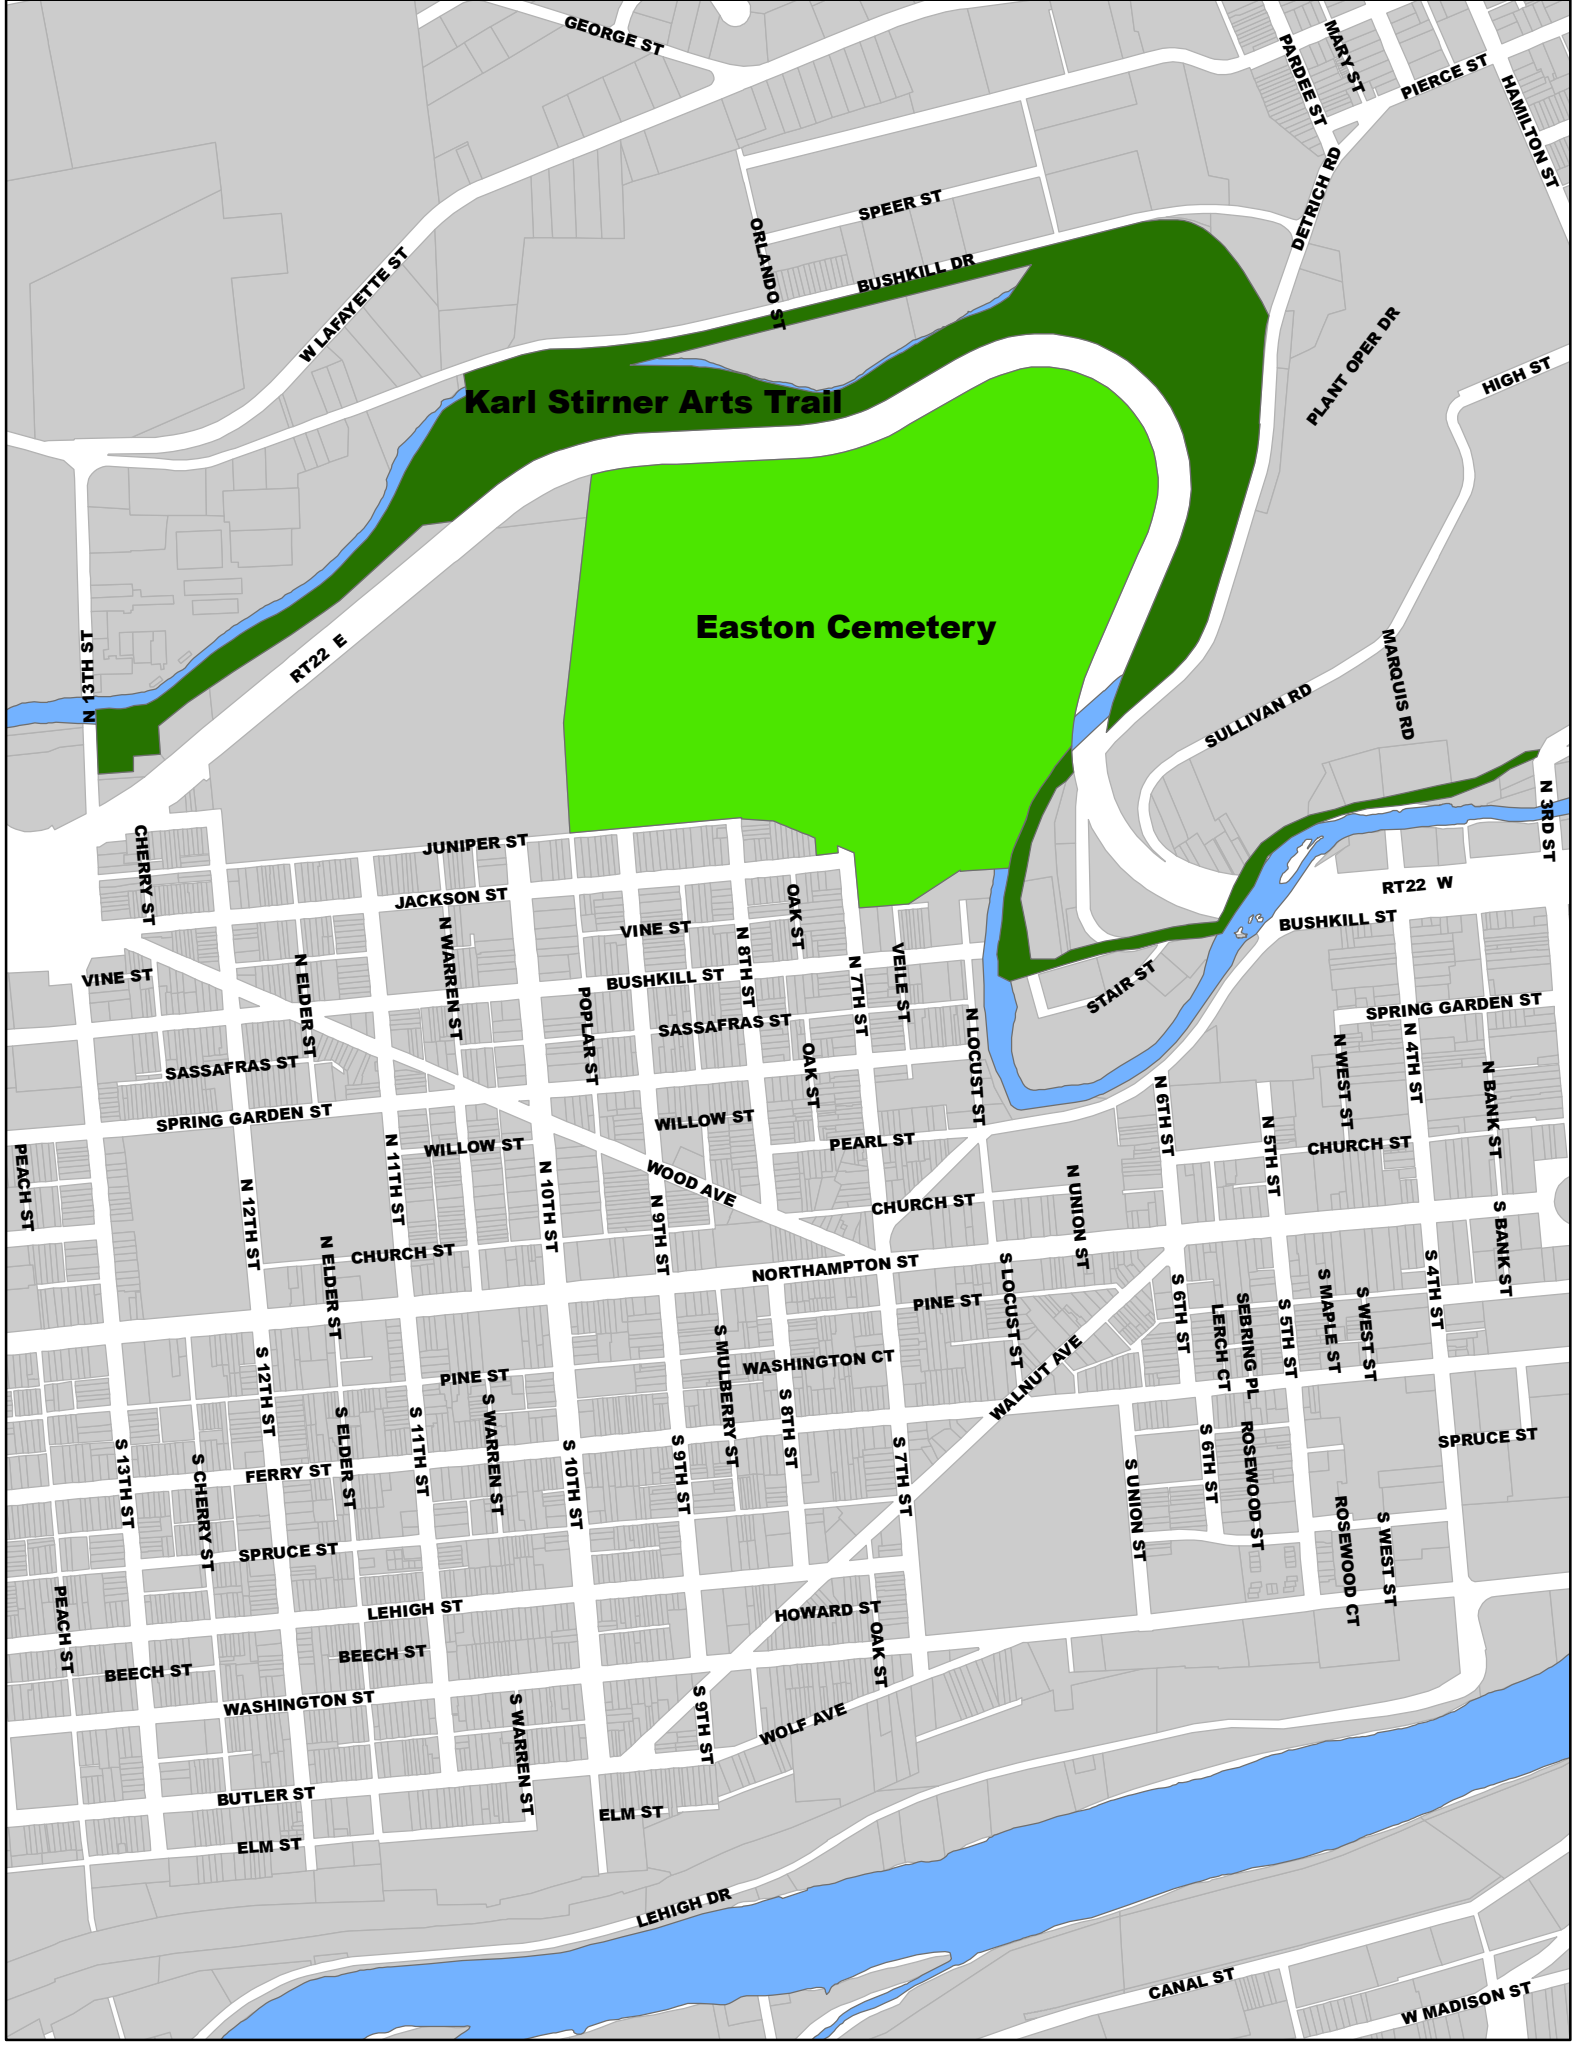 GEORGE ST
PARDEE ST
MARY ST
PIERCE ST
HAMILTON ST
DETRICH RD
SPEER ST
ORLANDO ST
BUSHKILL DR
W LAFAYETTE ST
PLANT OPER DR
HIGH ST
Karl Stirner Arts Trail
Easton Cemetery
N 13TH ST
RT22 E
MARQUIS RD
SULLIVAN RD
N 3RD ST
CHERRY ST
JUNIPER ST
JACKSON ST
RT22 W
BUSHKILL ST
OAK ST
VINE ST
N WARREN ST
N 8TH ST
VEILE ST
N 7TH ST
VINE ST
N ELDER ST
BUSHKILL ST
POPLAR ST
STAIR ST
SPRING GARDEN ST
SASSAFRAS ST
N LOCUST ST
N 4TH ST
N WEST ST
SASSAFRAS ST
OAK ST
N BANK ST
N 6TH ST
SPRING GARDEN ST
WILLOW ST
N 5TH ST
PEARL ST
CHURCH ST
WILLOW ST
PEACH ST
N 11TH ST
N 12TH ST
N 10TH ST
WOOD AVE
N 9TH ST
CHURCH ST
N UNION ST
S BANK ST
CHURCH ST
N ELDER ST
NORTHAMPTON ST
S LOCUST ST
S 4TH ST
PINE ST
S 6TH ST
LERCH CT
SEBRING PL
S 5TH ST
S MAPLE ST
S WEST ST
S MULBERRY ST
WASHINGTON CT
WALNUT AVE
S 12TH ST
PINE ST
S WARREN ST
S 8TH ST
S ELDER ST
S 11TH ST
SPRUCE ST
S 13TH ST
S CHERRY ST
FERRY ST
S 10TH ST
S 9TH ST
S 7TH ST
S UNION ST
S 6TH ST
ROSEWOOD ST
ROSEWOOD CT
S WEST ST
SPRUCE ST
PEACH ST
LEHIGH ST
HOWARD ST
OAK ST
BEECH ST
BEECH ST
WASHINGTON ST
S WARREN ST
S 9TH ST
WOLF AVE
BUTLER ST
ELM ST
ELM ST
LEHIGH DR
CANAL ST
W MADISON ST